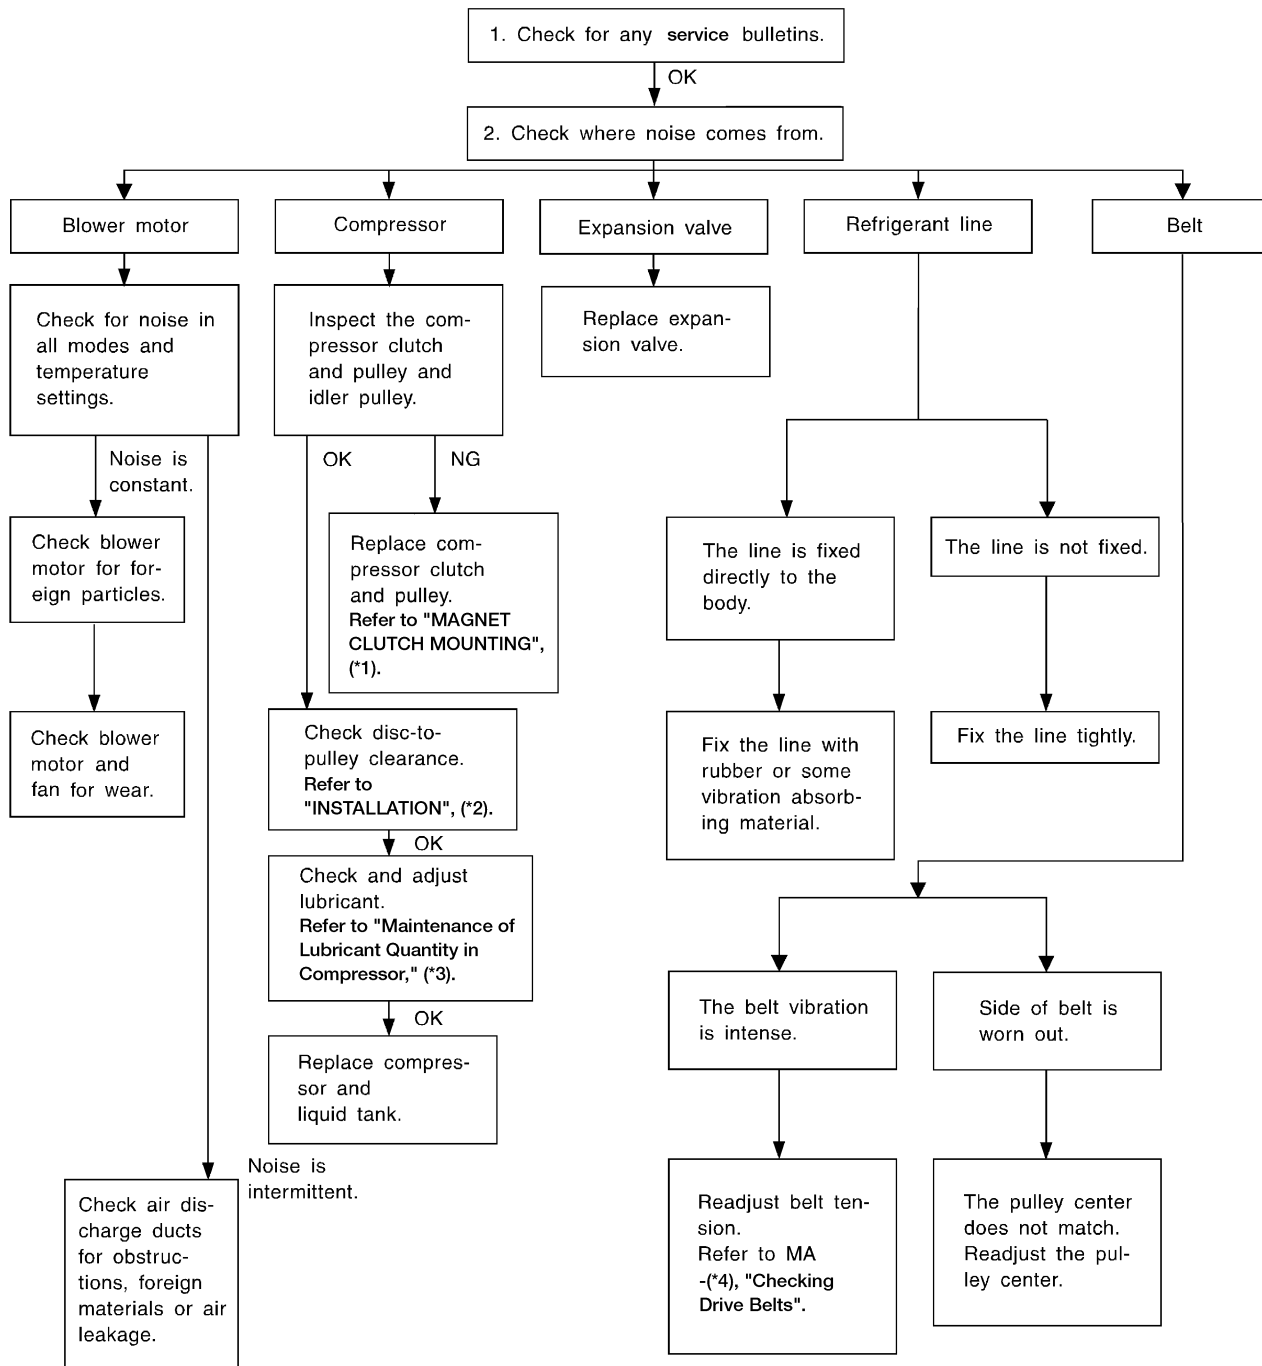 1. Check for any service bulletins.
OK
2. Check where noise comes from.
Blower motor
Compressor
Expansion valve
Refrigerant line
Belt
Check for noise in
all modes and
temperature
settings.
Inspect the com-
pressor clutch
and pulley and
idler pulley.
Replace expan-
sion valve.
Noise is
constant.
OK
NG
Check blower
motor for for-
eign particles.
Replace com-
pressor clutch
and pulley.
Refer to "MAGNET
CLUTCH MOUNTING",
(*1).
The line is fixed
directly to the
body.
The line is not fixed.
Check blower
motor and
fan for wear.
Check disc-to-
pulley clearance.
Refer to
"INSTALLATION", (*2).
Fix the line with
rubber or some
vibration absorb-
ing material.
Fix the line tightly.
OK
Check and adjust
lubricant.
Refer to "Maintenance of
Lubricant Quantity in
Compressor," (*3).
OK
Replace compres-
sor and
liquid tank.
The belt vibration
is intense.
Side of belt is
worn out.
Noise is
intermittent.
Check air dis-
charge ducts
for obstruc-
tions, foreign
materials or air
leakage.
Readjust belt ten-
sion.
Refer to MA
-(*4), "Checking
Drive Belts".
The pulley center
does not match.
Readjust the pul-
ley center.